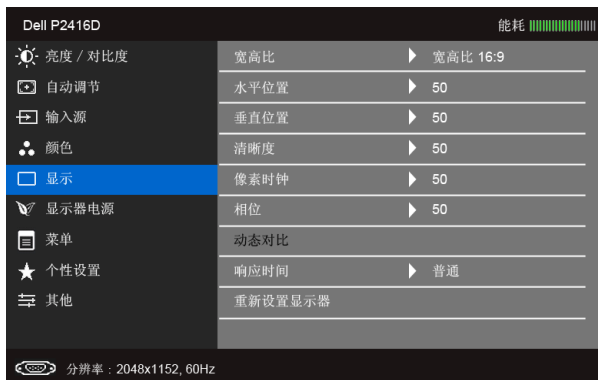 Dell P2416D
能耗
亮度 / 对比度
自动调节
输入源
颜色
显示
显示器电源
菜单
个性设置
其他
宽高比 宽高比 16:9
水平位置 50
垂直位置 50
清晰度 50
像素时钟 50
相位 50
动态对比
响应时间 普通
重新设置显示器
分辨率：2048x1152, 60Hz